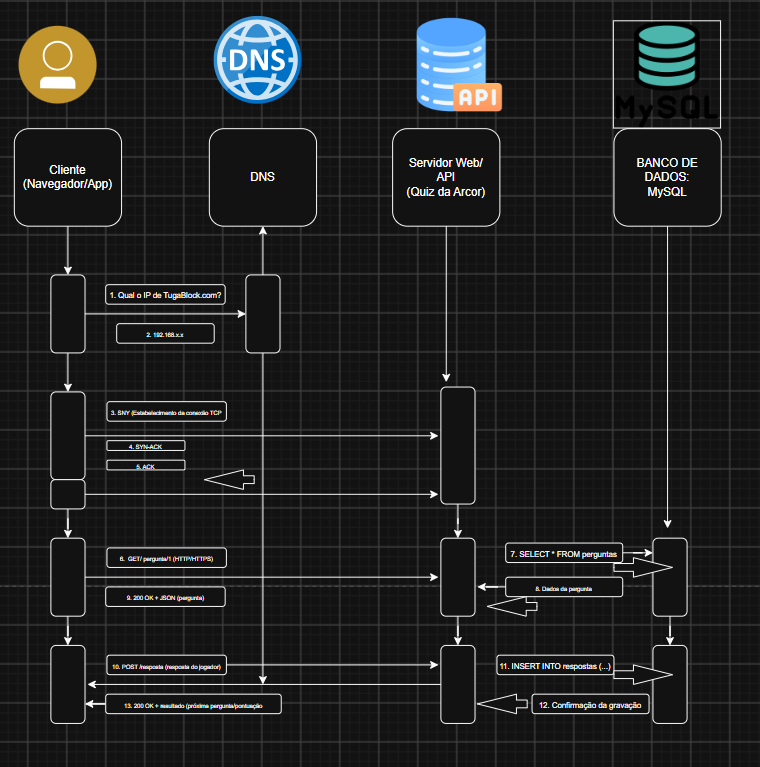 DNS
API
MySQL
Cliente
(Navegador/App)
DNS
Servidor Web/
API
(Quiz da Arcor)
BANCO DE
DADOS:
MySQL
1. Qual o IP de TugaBlock.com?
2. 192.168.x.x
3. SNY (Estabelecimento da conexão TCP
4. SYN-ACK
5. ACK
6. GET/ pergunta/1 (HTTP/HTTPS)
7. SELECT * FROM perguntas
8. Dados da pergunta
9. 200 OK + JSON (pergunta)
10. POST /resposta (resposta do jogador)
11. INSERT INTO respostas (...)
12. Confirmação da gravação
13. 200 OK + resultado (próxima pergunta/pontuação